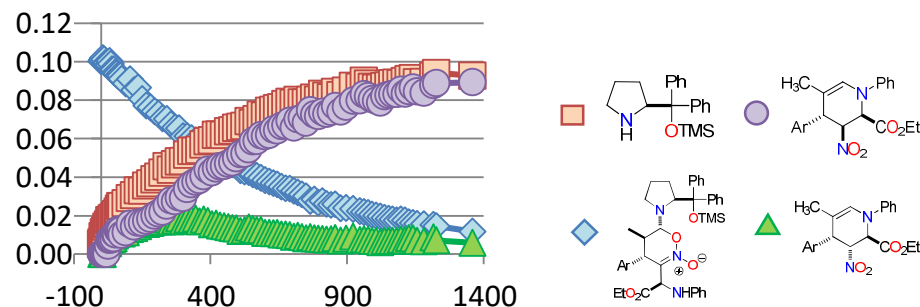 0.12
0.10
0.08
0.06
0.04
0.02
0.00
-100 400 900 1400
Ph
Ph
N
H
OTMS
H₃C
Ph
N
Ar
CO₂Et
NO₂
Ph
Ph
N
OTMS
O
N
O
⊕
⊖
Ar
EtO₂C
NHPh
H₃C
Ph
N
Ar
CO₂Et
NO₂